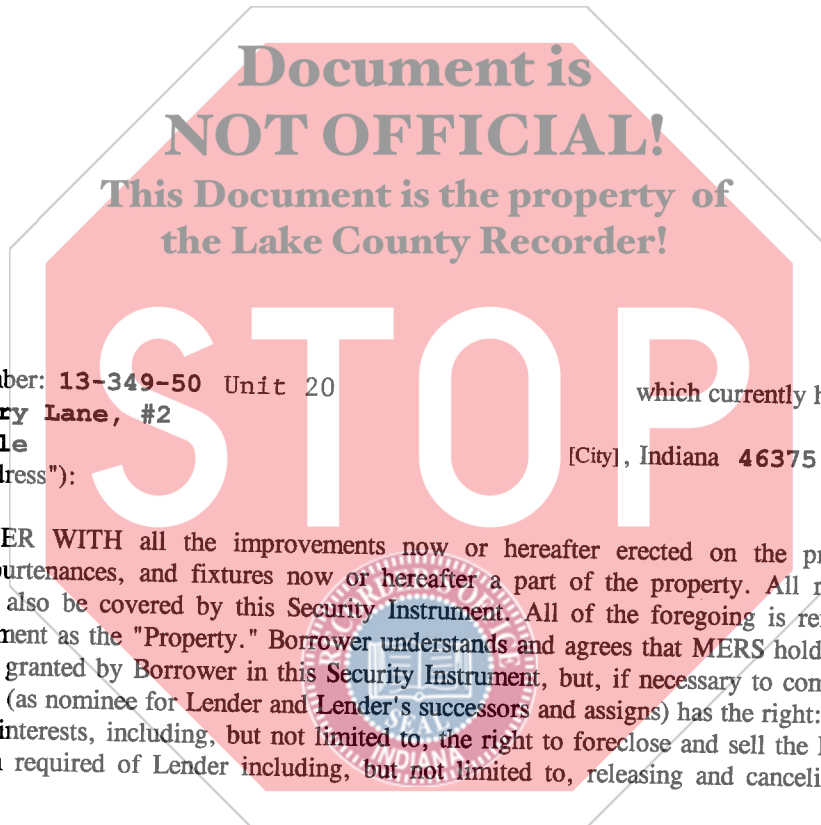 Document is
NOT OFFICIAL!
This Document is the property of
the Lake County Recorder!
STOP
ber: 13-349-50 Unit 20 which currently h
ry Lane, #2
le
[City], Indiana 46375
dress"):
ER WITH all the improvements now or hereafter erected on the pr
purtenances, and fixtures now or hereafter a part of the property. All r
also be covered by this Security Instrument. All of the foregoing is re
ment as the "Property." Borrower understands and agrees that MERS hold
granted by Borrower in this Security Instrument, but, if necessary to com
(as nominee for Lender and Lender's successors and assigns) has the right:
interests, including, but not limited to, the right to foreclose and sell the
required of Lender including, but not limited to, releasing and canceli
SEAL
INDIANA